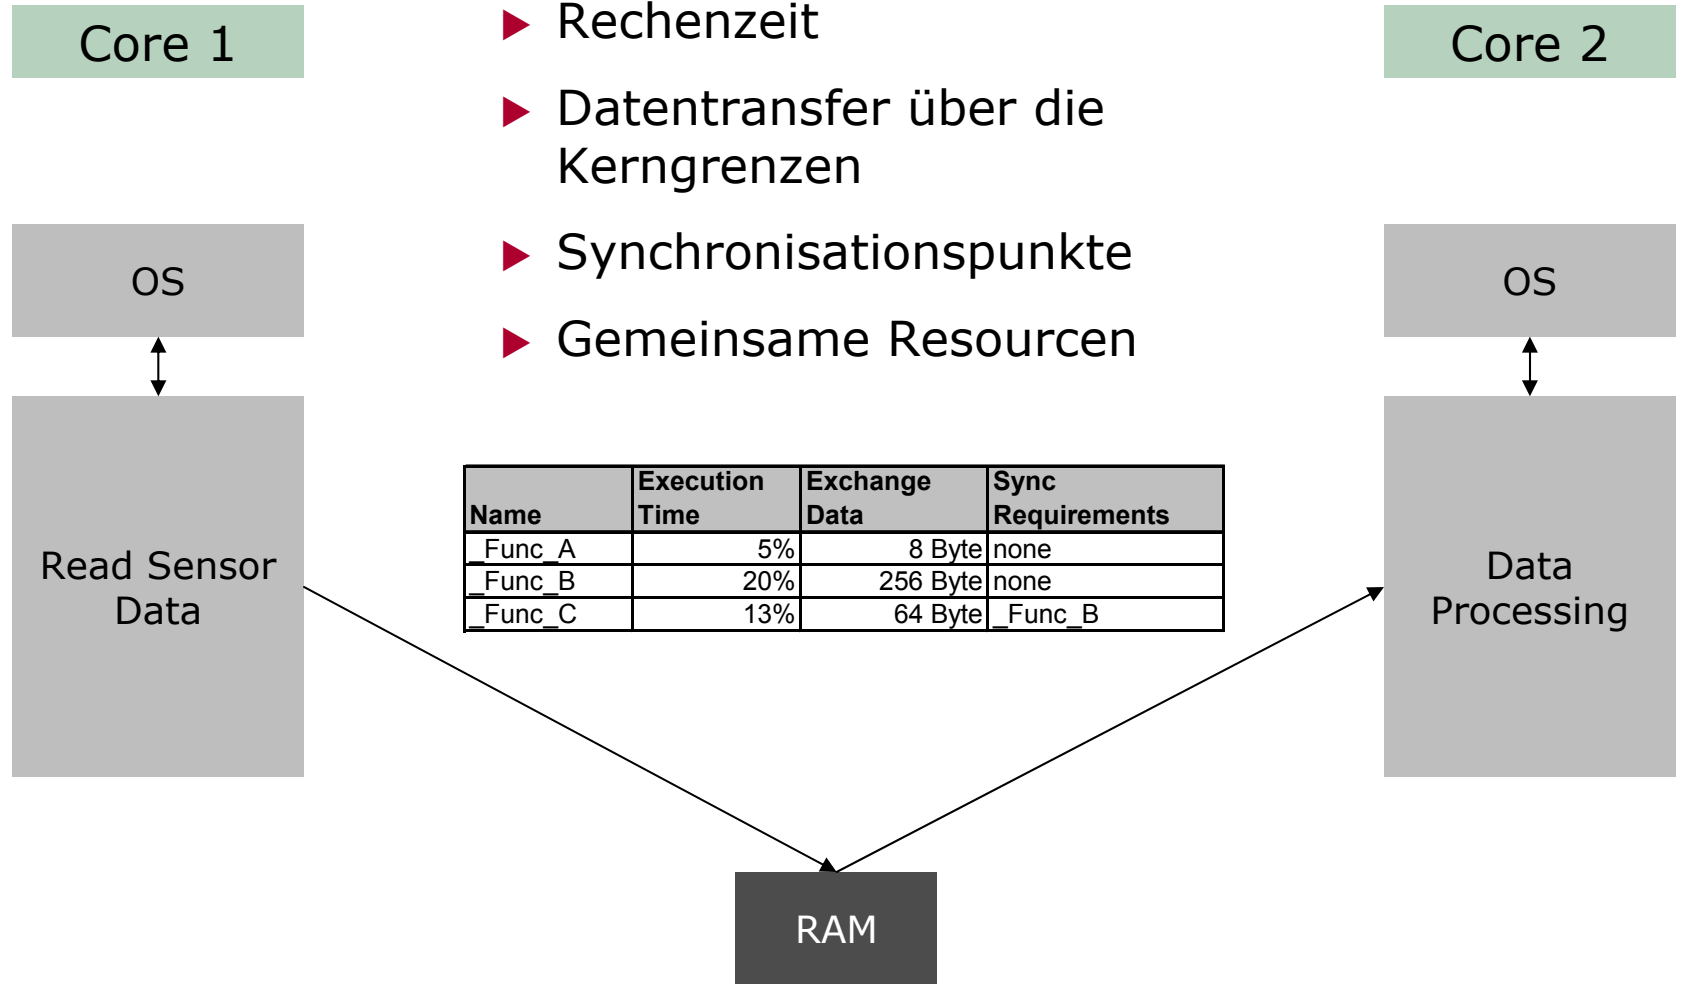 Core 1
Rechenzeit
Core 2
Datentransfer über die
Kerngrenzen
Synchronisationspunkte
Gemeinsame Resourcen
OS
OS
Read Sensor
Data
Execution Exchange Sync
Name Time Data Requirements
_Func_A 5% 8 Byte none
_Func_B 20% 256 Byte none
_Func_C 13% 64 Byte _Func_B
Data
Processing
RAM